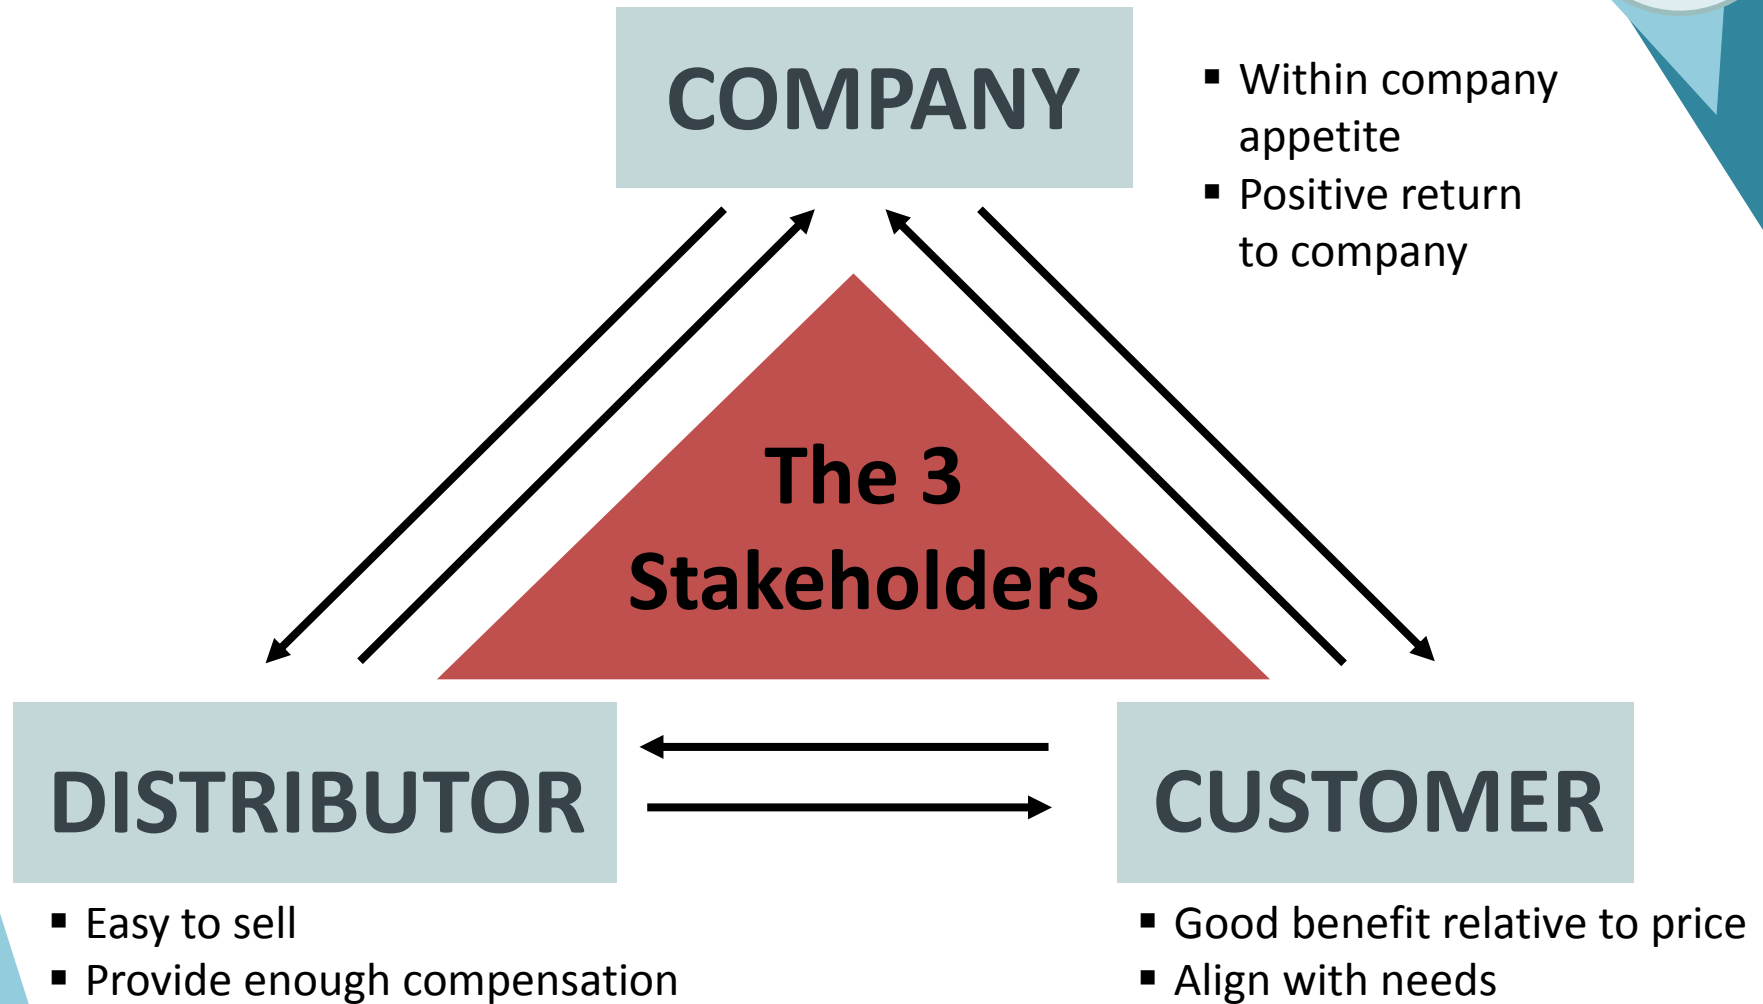 COMPANY
▪ Within company
appetite
▪ Positive return
to company
The 3
Stakeholders
DISTRIBUTOR
▪ Easy to sell
▪ Provide enough compensation
CUSTOMER
▪ Good benefit relative to price
▪ Align with needs